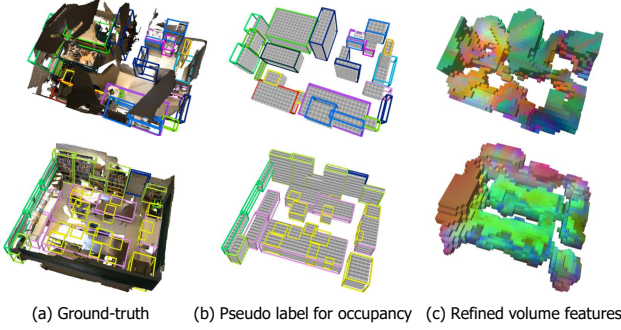 (a) Ground-truth
(b) Pseudo label for occupancy
(c) Refined volume features